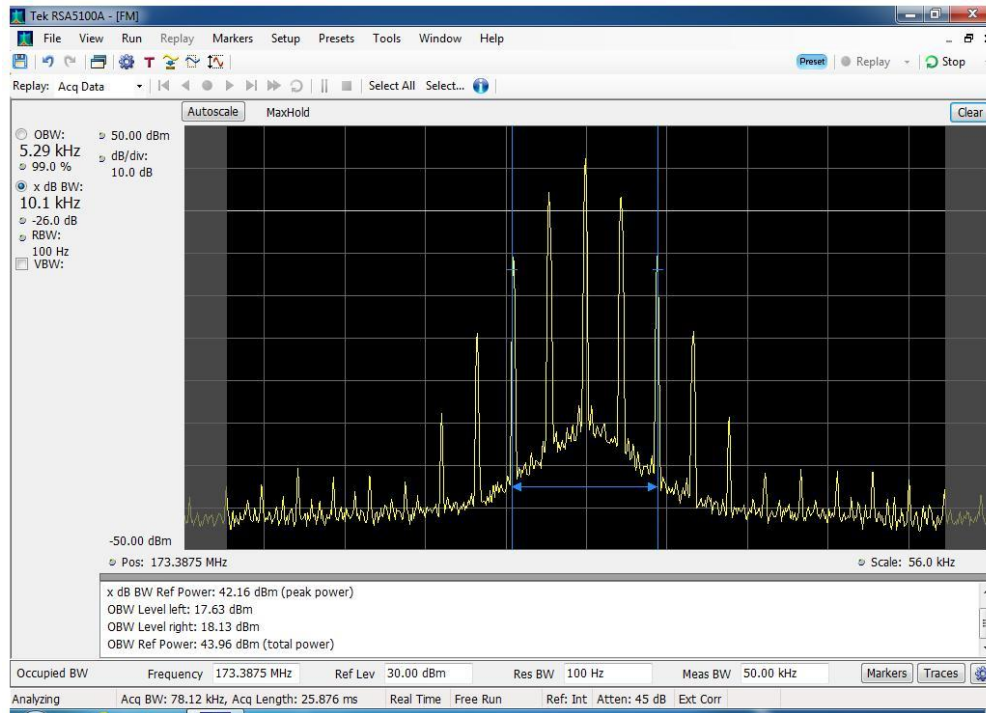 Tek RSA5100A - [FM]
File View Run Replay Markers Setup Presets Tools Window Help
T Preset Replay Stop
Replay: Acq Data Select All Select...
Autoscale MaxHold Clear
OBW:
5.29 kHz
99.0 %
x dB BW:
10.1 kHz
-26.0 dB
RBW:
100 Hz
VBW:
50.00 dBm
dB/div:
10.0 dB
-50.00 dBm
Pos: 173.3875 MHz Scale: 56.0 kHz
x dB BW Ref Power: 42.16 dBm (peak power)
OBW Level left: 17.63 dBm
OBW Level right: 18.13 dBm
OBW Ref Power: 43.96 dBm (total power)
Occupied BW Frequency 173.3875 MHz Ref Lev 30.00 dBm Res BW 100 Hz Meas BW 50.00 kHz Markers Traces
Analyzing Acq BW: 78.12 kHz, Acq Length: 25.876 ms Real Time Free Run Ref: Int Atten: 45 dB Ext Corr